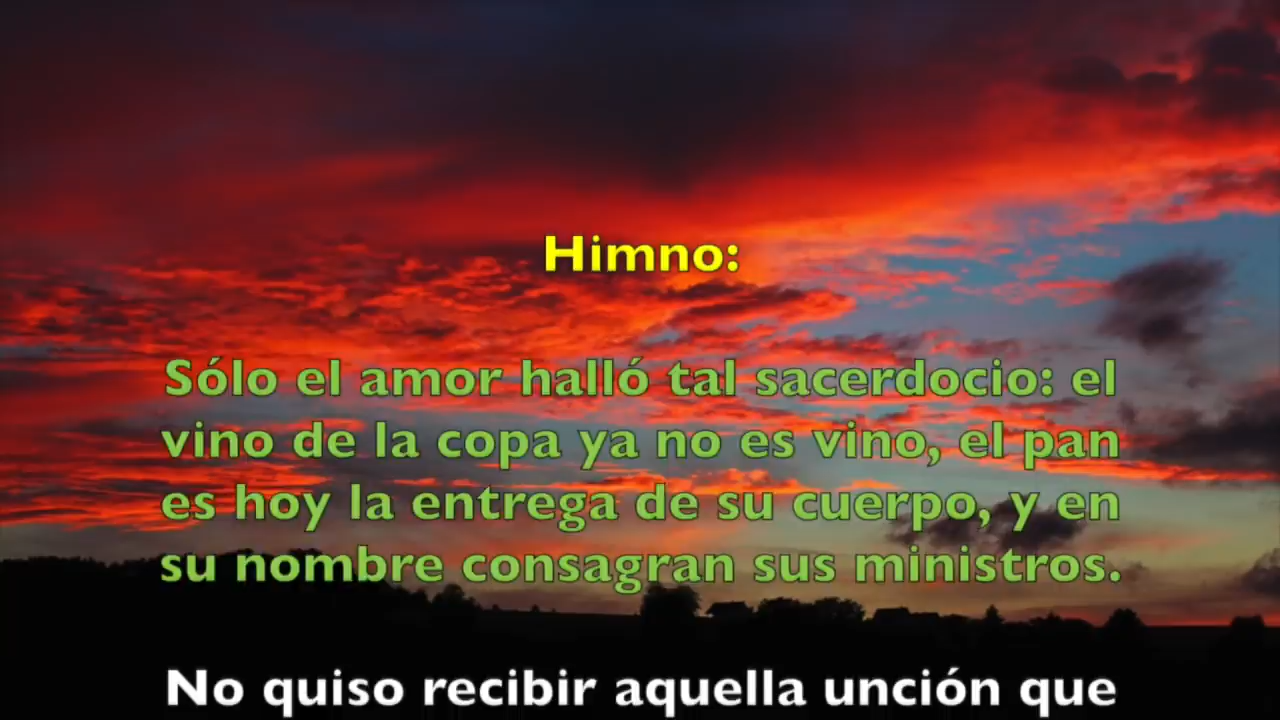 Himno:
Sólo el amor halló tal sacerdocio: el
vino de la copa ya no es vino, el pan
es hoy la entrega de su cuerpo, y en
su nombre consagran sus ministros.
No quiso recibir aquella unción que